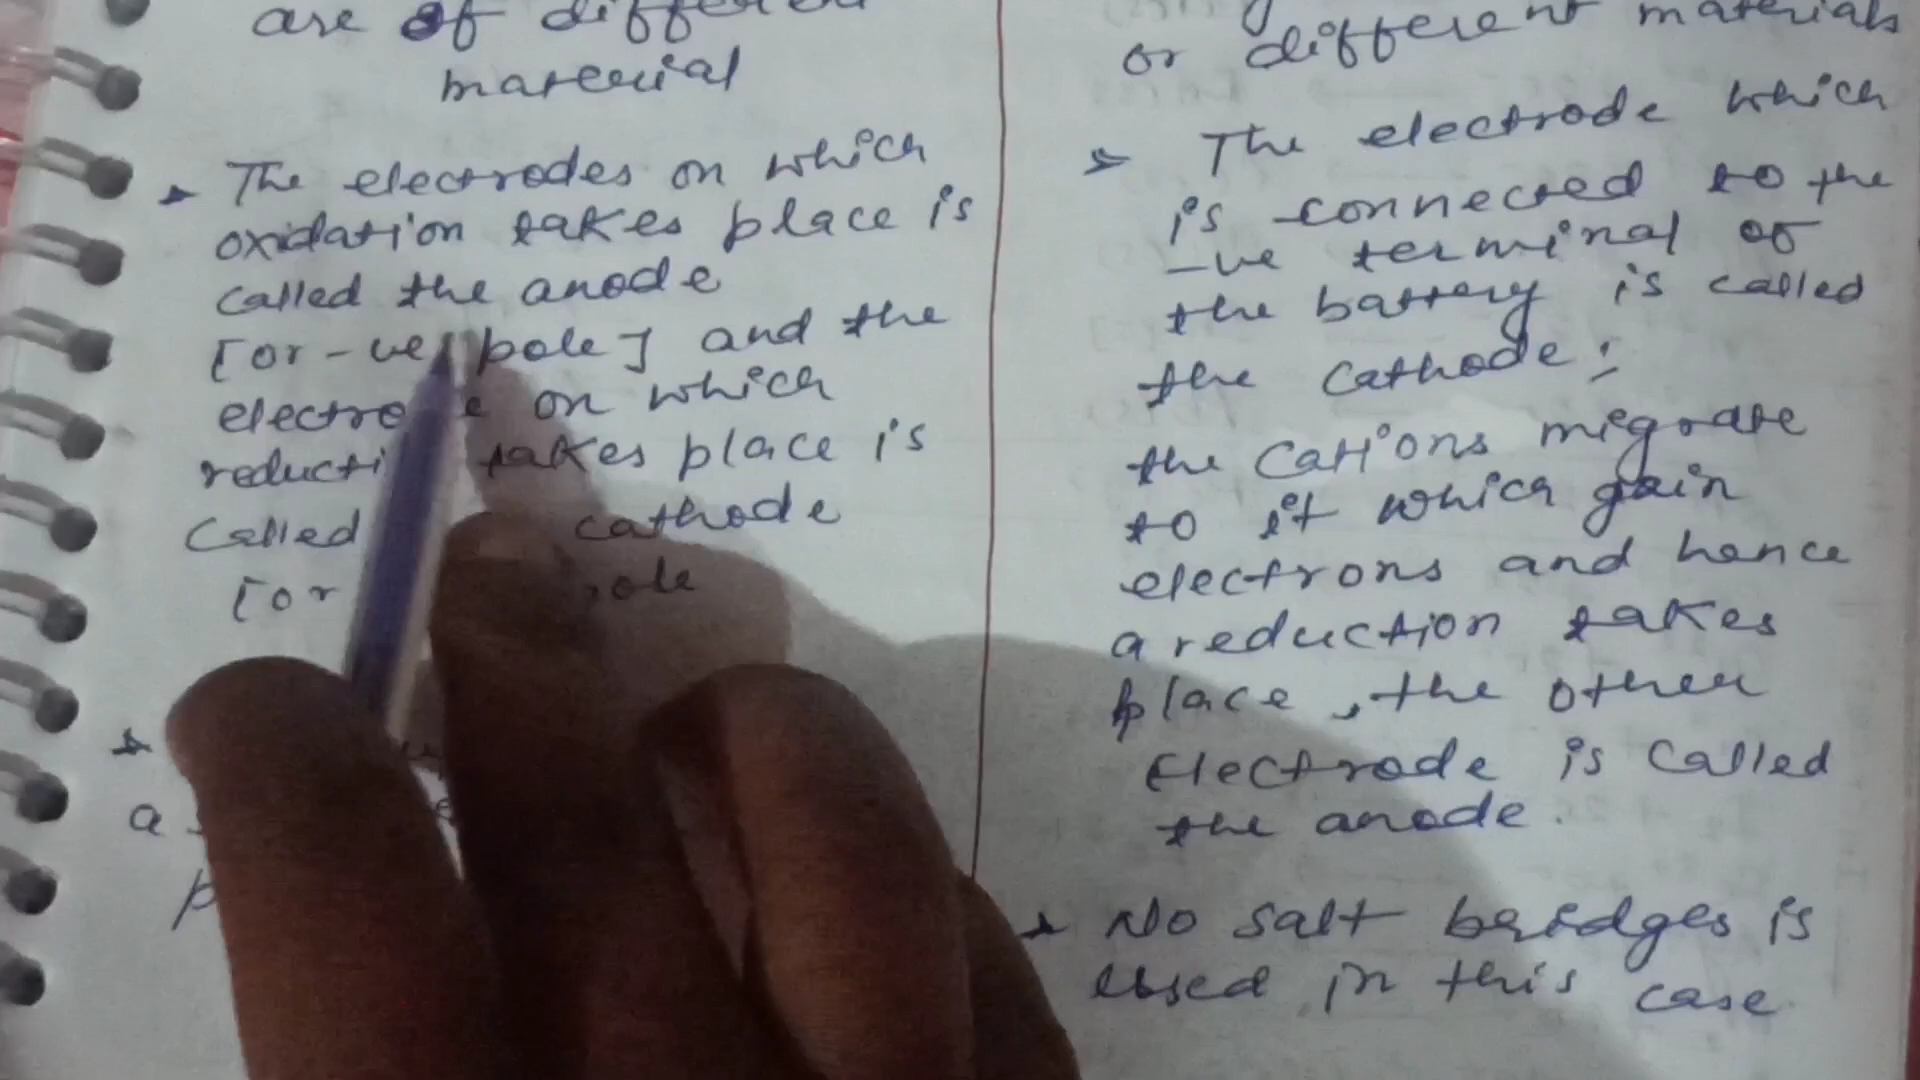 are of different
material
The electrodes on which
oxidation takes place is
called the anode
[or -ve pole] and the
electrode on which
reducti takes place is
Called cathode
[or ole
a
p
or different materials
The electrode which
is connected to the
-ve terminal of
the battery is called
the Cathode:
the Cations migrate
to it which gain
electrons and hence
a reduction takes
place, the other
Electrode is called
the anode.
No salt bridges is
used in this case